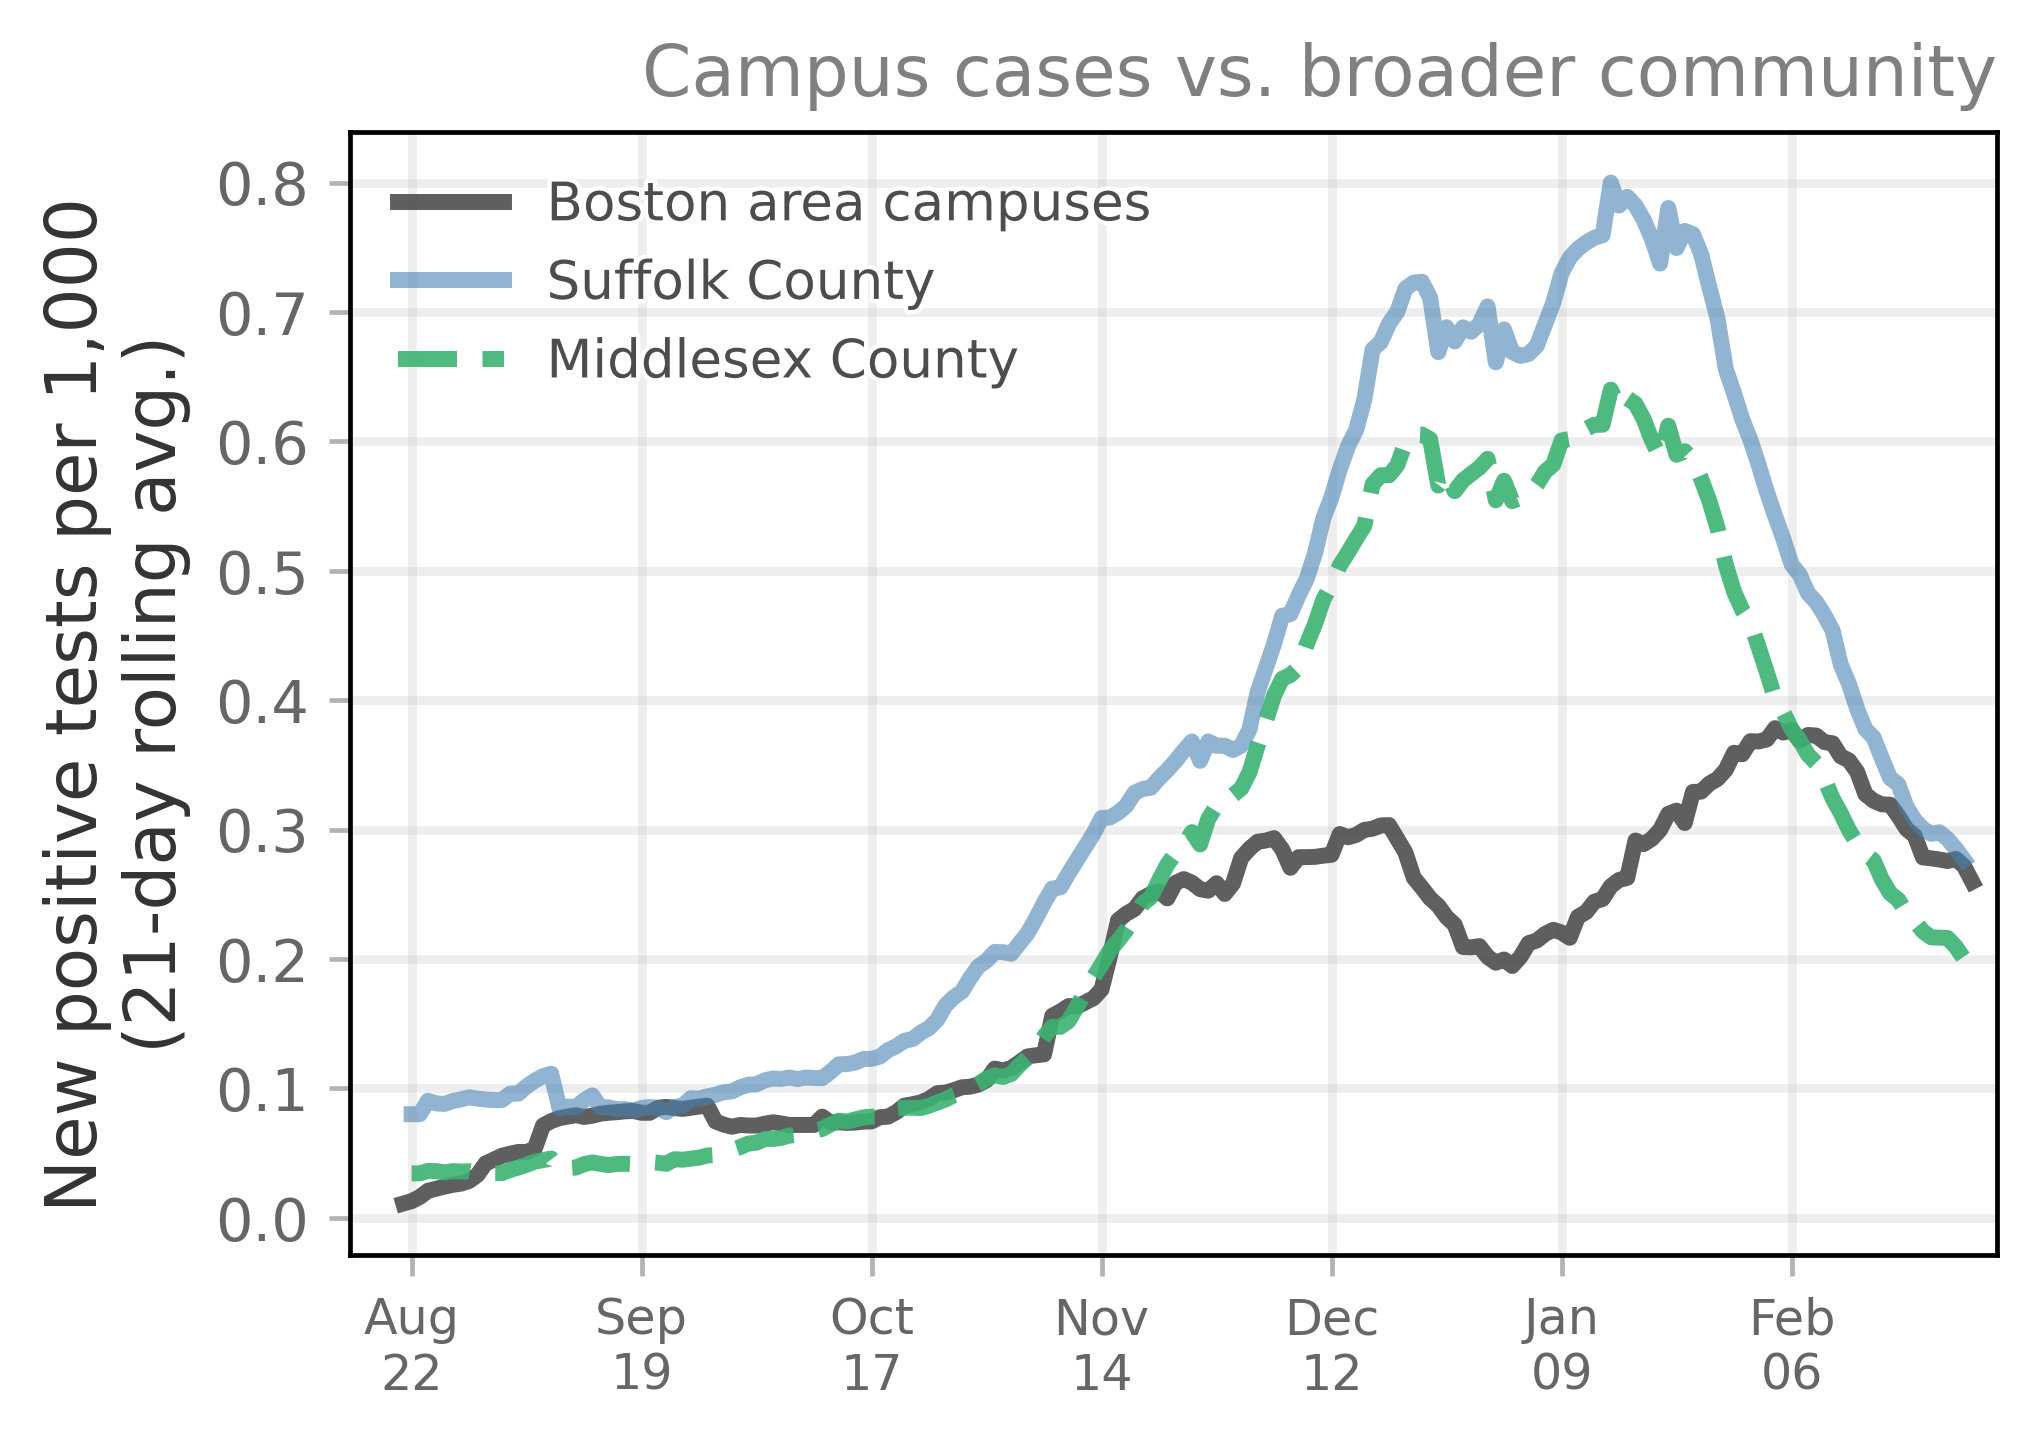 Campus cases vs. broader community
New positive tests per 1,000
(21-day rolling avg.)
0.8
0.7
0.6
0.5
0.4
0.3
0.2
0.1
0.0
Boston area campuses
Suffolk County
Middlesex County
Aug
22
Sep
19
Oct
17
Nov
14
Dec
12
Jan
09
Feb
06